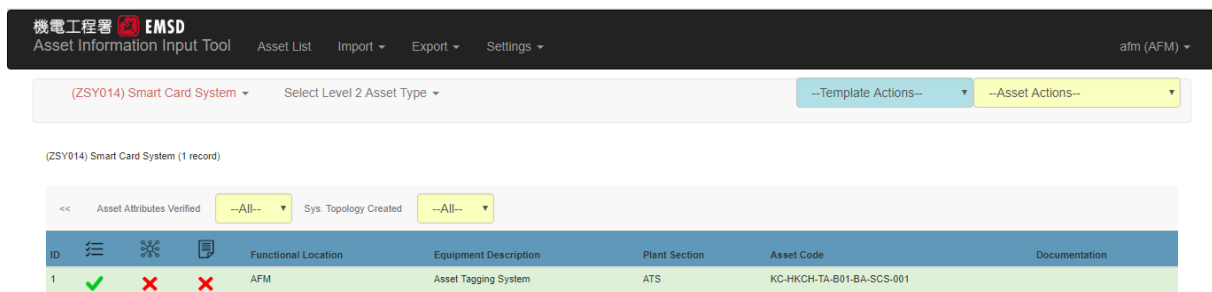 機電工程署 EMSD
Asset Information Input Tool Asset List Import Export Settings afm (AFM)
(ZSY014) Smart Card System Select Level 2 Asset Type --Template Actions-- --Asset Actions--
(ZSY014) Smart Card System (1 record)
<< Asset Attributes Verified --All-- Sys. Topology Created --All--
ID Functional Location Equipment Description Plant Section Asset Code Documentation
1 AFM Asset Tagging System ATS KC-HKCH-TA-B01-BA-SCS-001